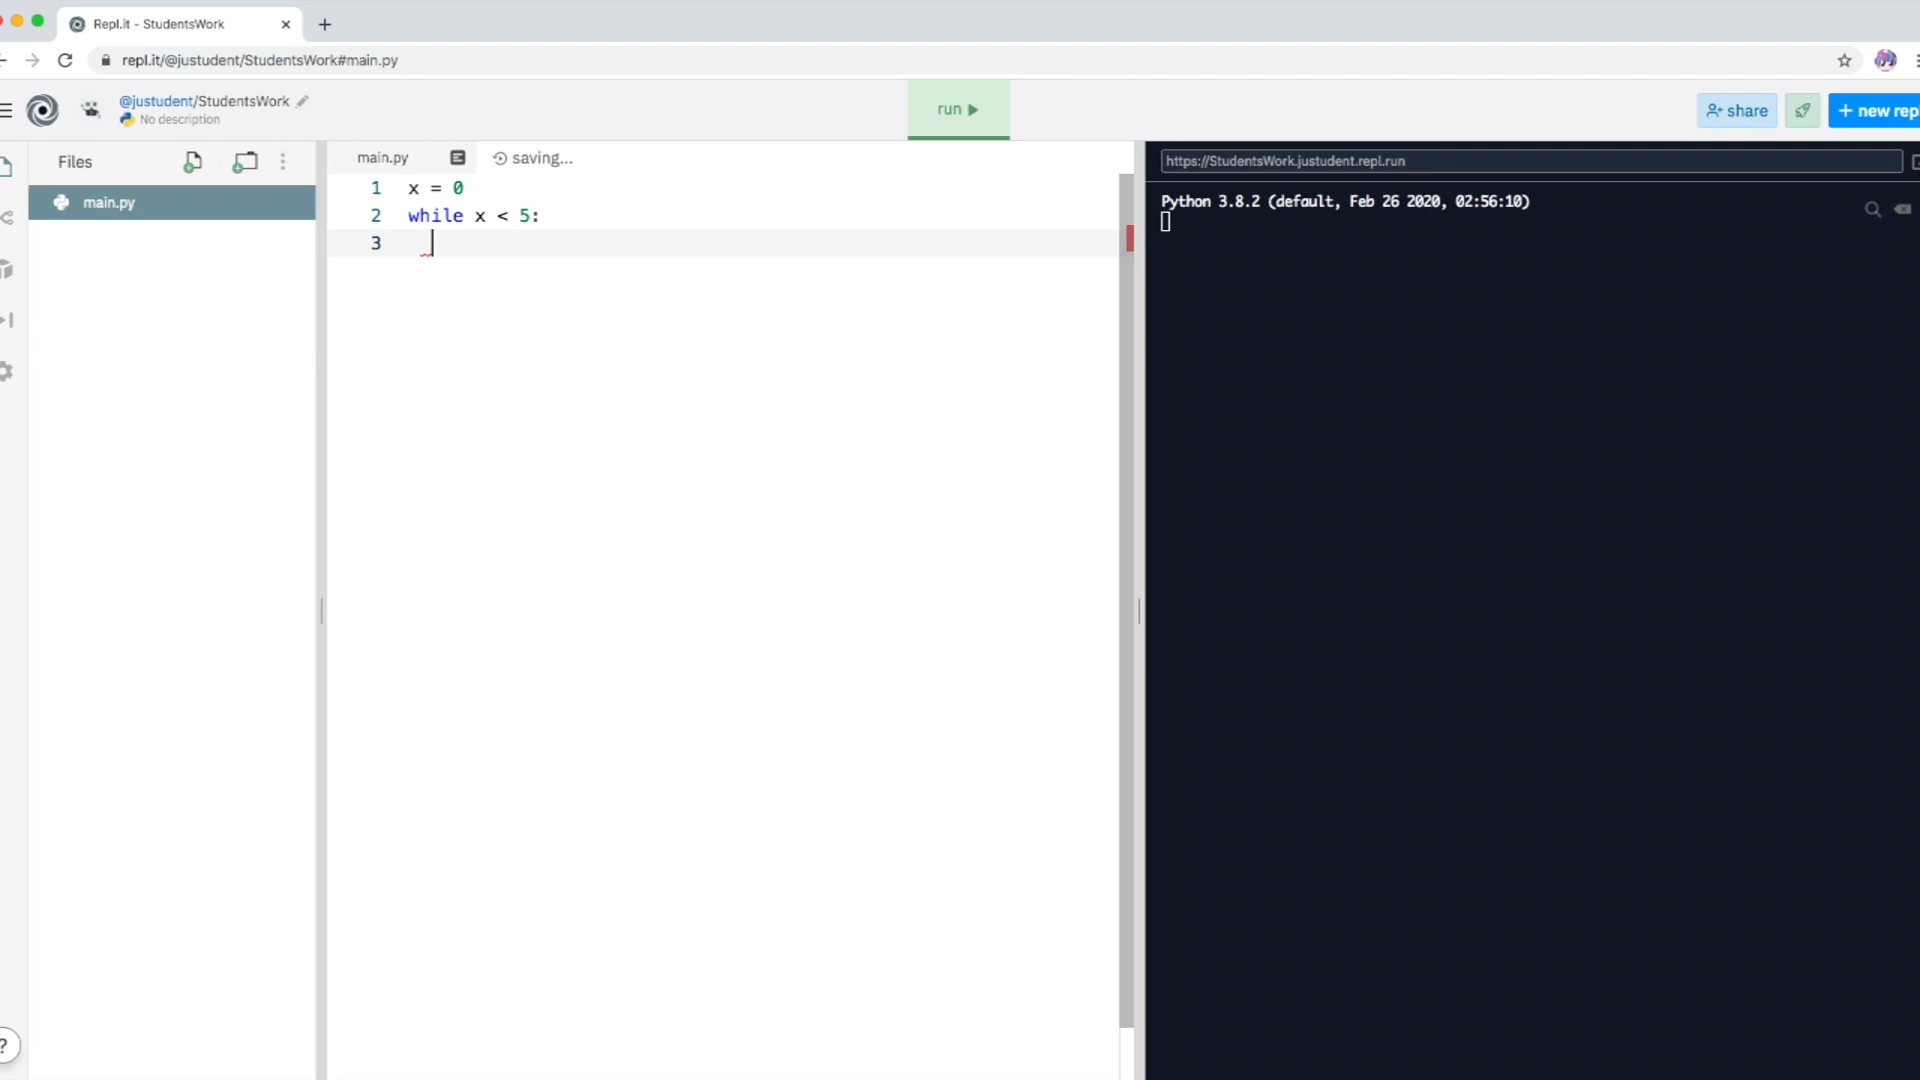 Repl.it - StudentsWork
repl.it/@justudent/StudentsWork#main.py
@justudent/StudentsWork
No description
run
share
+ new repl
Files
main.py
main.py
saving...
1 x = 0
2 while x < 5:
3
https://StudentsWork.justudent.repl.run
Python 3.8.2 (default, Feb 26 2020, 02:56:10)
?